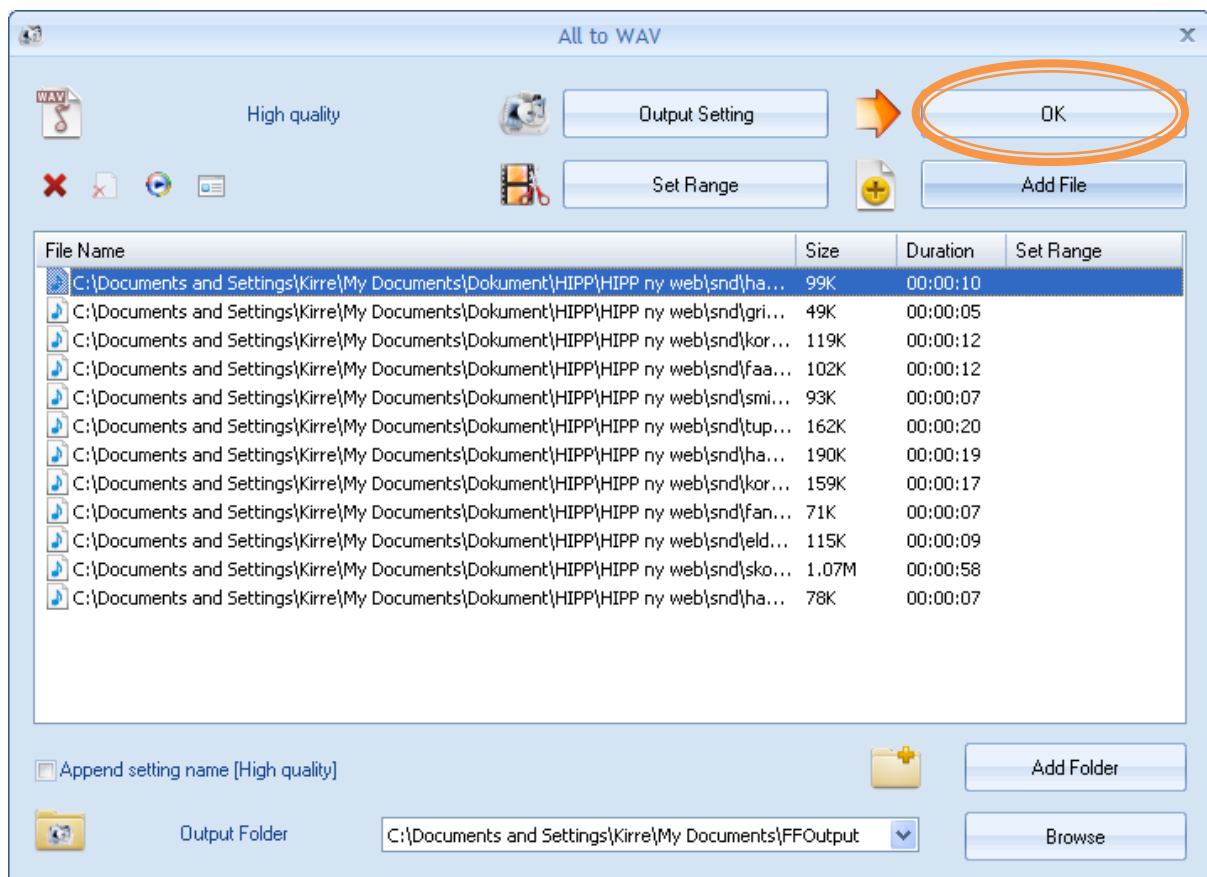 All to WAV
WAV
High quality
Output Setting
OK
Set Range
Add File
File Name Size Duration Set Range
C:\Documents and Settings\Kirre\My Documents\Dokument\HIPP\HIPP ny web\snd\ha... 99K 00:00:10
C:\Documents and Settings\Kirre\My Documents\Dokument\HIPP\HIPP ny web\snd\gri... 49K 00:00:05
C:\Documents and Settings\Kirre\My Documents\Dokument\HIPP\HIPP ny web\snd\kor... 119K 00:00:12
C:\Documents and Settings\Kirre\My Documents\Dokument\HIPP\HIPP ny web\snd\faa... 102K 00:00:12
C:\Documents and Settings\Kirre\My Documents\Dokument\HIPP\HIPP ny web\snd\smi... 93K 00:00:07
C:\Documents and Settings\Kirre\My Documents\Dokument\HIPP\HIPP ny web\snd\tup... 162K 00:00:20
C:\Documents and Settings\Kirre\My Documents\Dokument\HIPP\HIPP ny web\snd\ha... 190K 00:00:19
C:\Documents and Settings\Kirre\My Documents\Dokument\HIPP\HIPP ny web\snd\kor... 159K 00:00:17
C:\Documents and Settings\Kirre\My Documents\Dokument\HIPP\HIPP ny web\snd\fan... 71K 00:00:07
C:\Documents and Settings\Kirre\My Documents\Dokument\HIPP\HIPP ny web\snd\eld... 115K 00:00:09
C:\Documents and Settings\Kirre\My Documents\Dokument\HIPP\HIPP ny web\snd\sko... 1.07M 00:00:58
C:\Documents and Settings\Kirre\My Documents\Dokument\HIPP\HIPP ny web\snd\ha... 78K 00:00:07
Append setting name [High quality]
Add Folder
Output Folder
C:\Documents and Settings\Kirre\My Documents\FFOutput
Browse